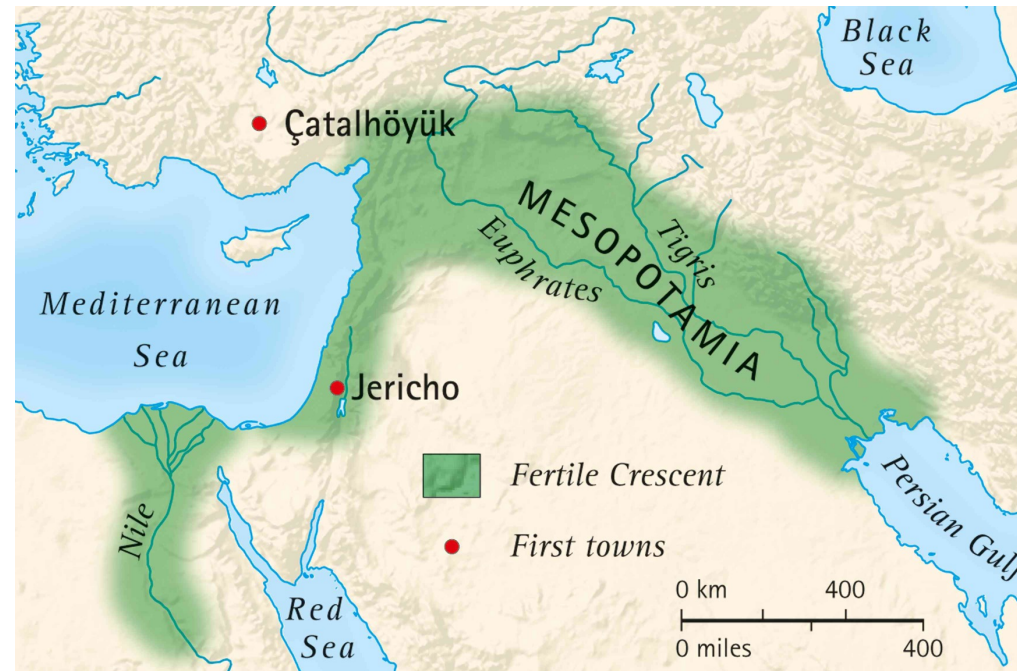 Black
Sea
Çatalhöyük
MESOPOTAMIA
Tigris
Euphrates
Mediterranean
Sea
Jericho
Fertile Crescent
Persian Gulf
Nile
First towns
Red
Sea
0 km 400
0 miles 400